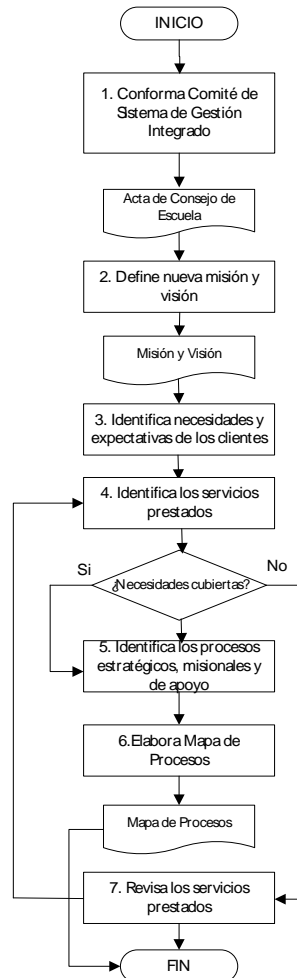 INICIO
1. Conforma Comité de
Sistema de Gestión
Integrado
Acta de Consejo de
Escuela
2. Define nueva misión y
visión
Misión y Visión
3. Identifica necesidades y
expectativas de los clientes
4. Identifica los servicios
prestados
Si
¿Necesidades cubiertas?
No
5. Identifica los procesos
estratégicos, misionales y
de apoyo
6.Elabora Mapa de
Procesos
Mapa de Procesos
7. Revisa los servicios
prestados
FIN